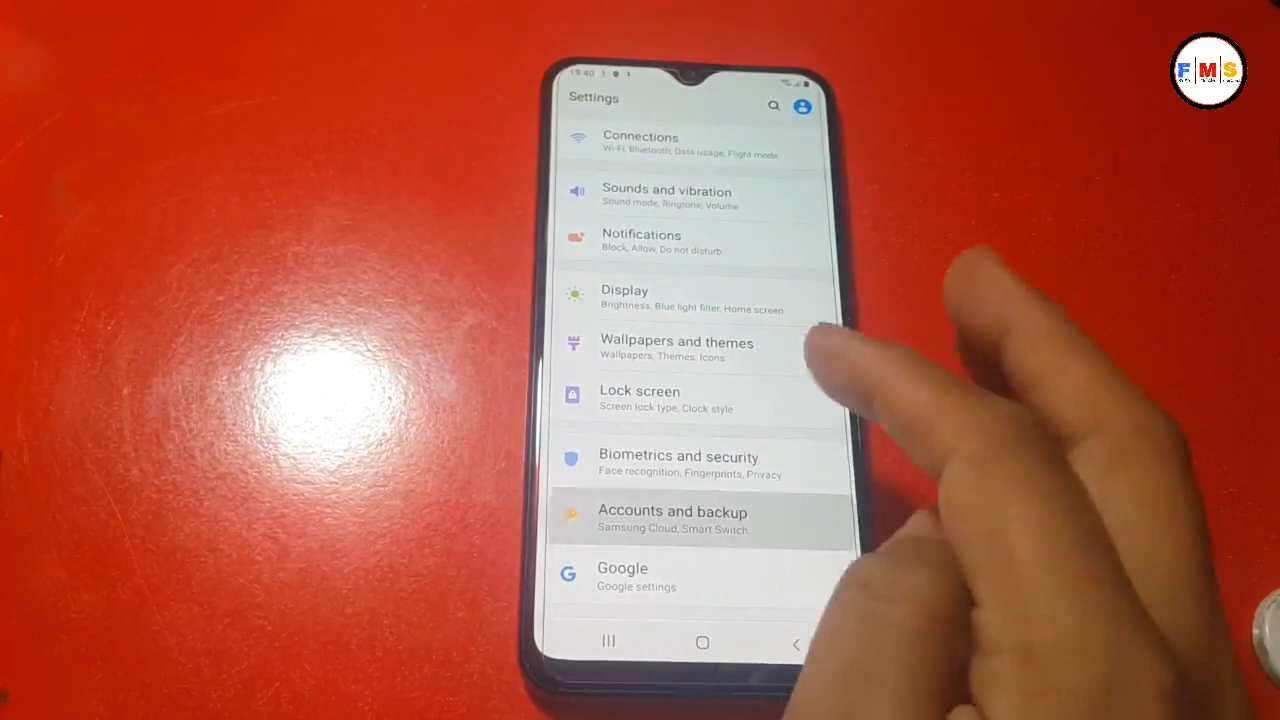 FMS
19:40
Settings
Connections
Wi-Fi, Bluetooth, Data usage, Flight mode
Sounds and vibration
Sound mode, Ringtone, Volume
Notifications
Block, Allow, Do not disturb
Display
Brightness, Blue light filter, Home screen
Wallpapers and themes
Wallpapers, Themes, Icons
Lock screen
Screen lock type, Clock style
Biometrics and security
Face recognition, Fingerprints, Privacy
Accounts and backup
Samsung Cloud, Smart Switch
Google
Google settings